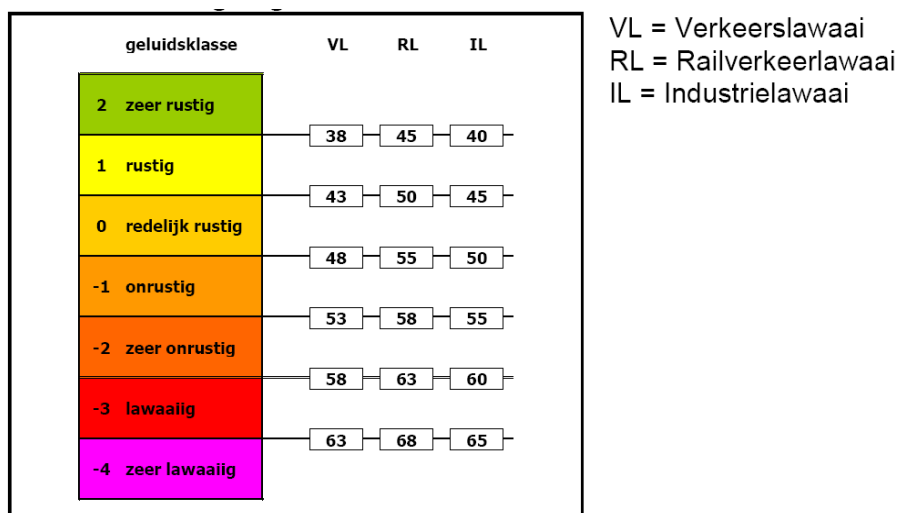 geluidsklasse VL RL IL
2 zeer rustig
38 45 40
1 rustig
43 50 45
0 redelijk rustig
48 55 50
-1 onrustig
53 58 55
-2 zeer onrustig
58 63 60
-3 lawaaiig
63 68 65
-4 zeer lawaaiig
VL = Verkeerslawaai
RL = Railverkeerlawaai
IL = Industrielawaai